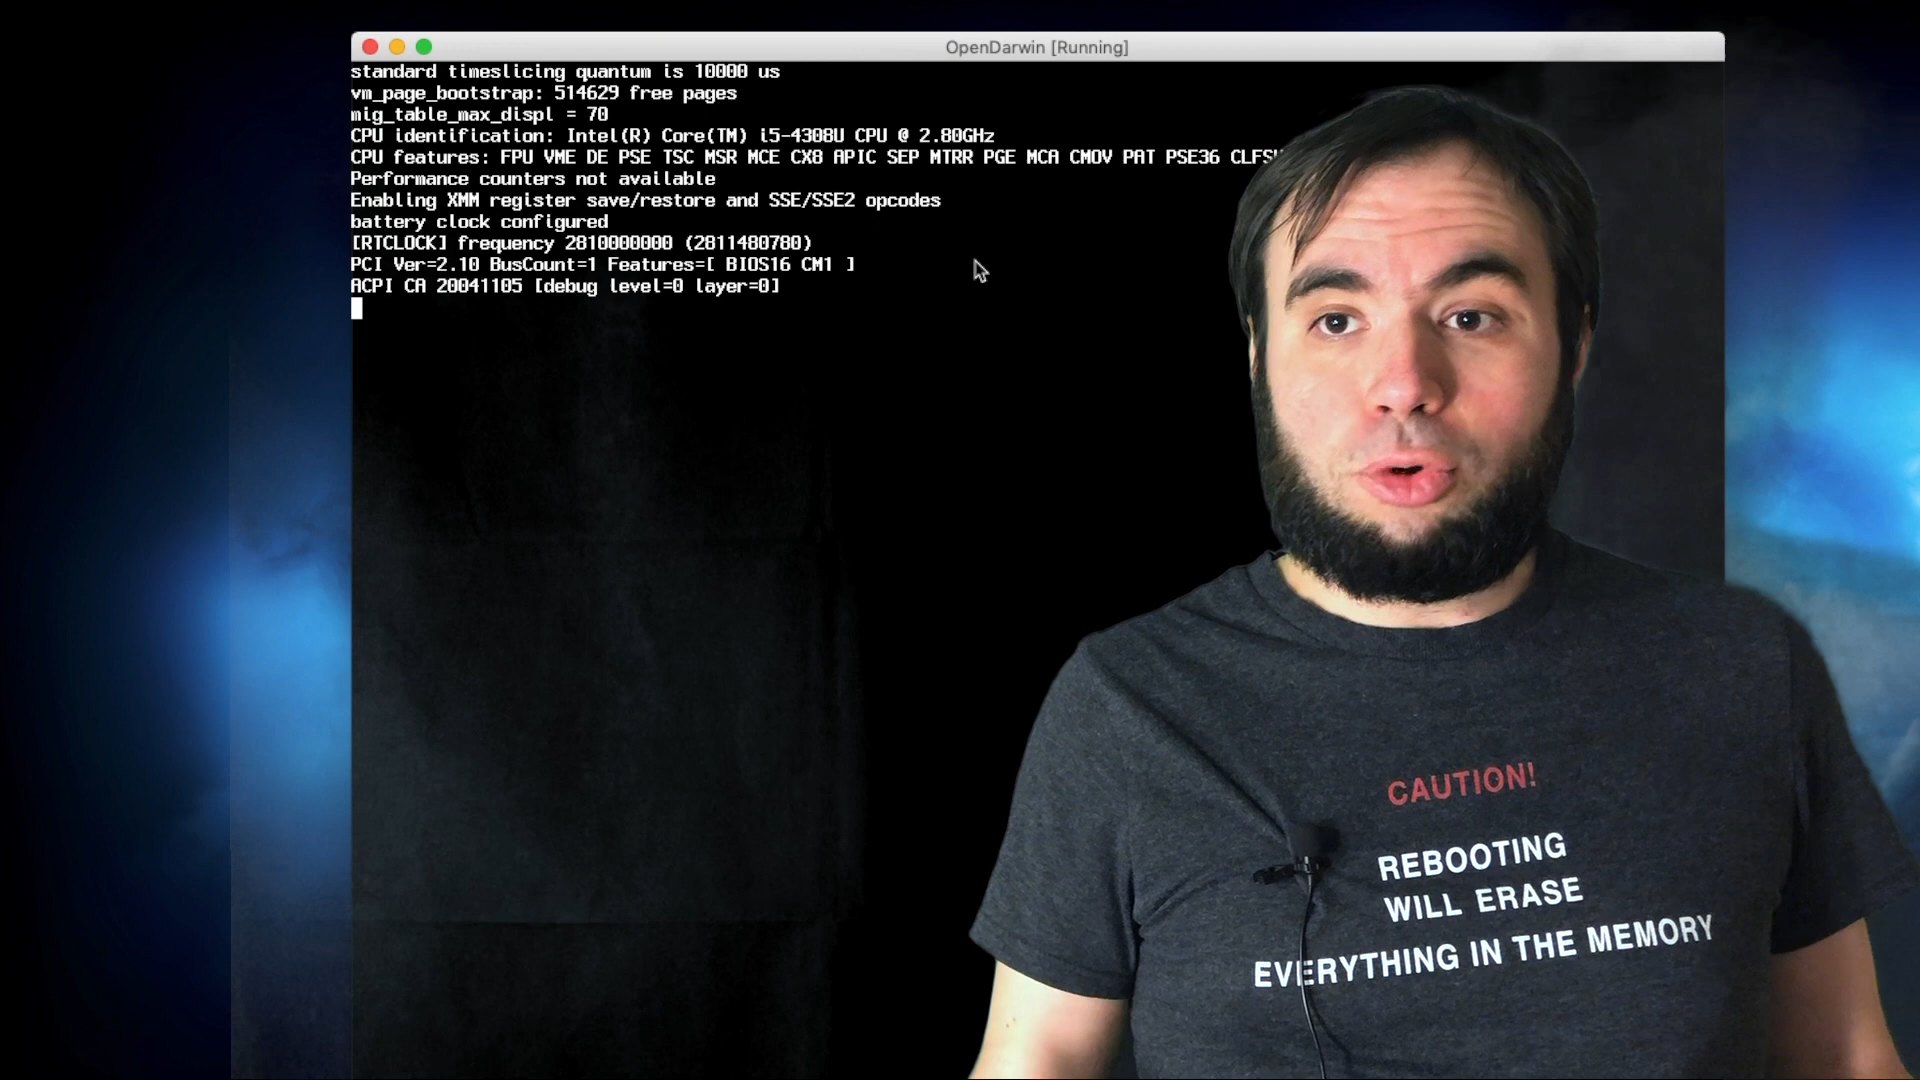 OpenDarwin [Running]
standard timeslicing quantum is 10000 us
vm_page_bootstrap: 514629 free pages
mig_table_max_displ = 70
CPU identification: Intel(R) Core(TM) i5-4308U CPU @ 2.80GHz
CPU features: FPU VME DE PSE TSC MSR MCE CX8 APIC SEP MTRR PGE MCA CMOV PAT PSE36
Performance counters not available
Enabling XMM register save/restore and SSE/SSE2 opcodes
battery clock configured
[RTCLOCK] frequency 2810000000 (2811480780)
PCI Ver=2.10 BusCount=1 Features=[ BIOS16 CM1 ]
ACPI CA 20041105 [debug level=0 layer=0]
CAUTION!
REBOOTING
WILL ERASE
EVERYTHING IN THE MEMORY